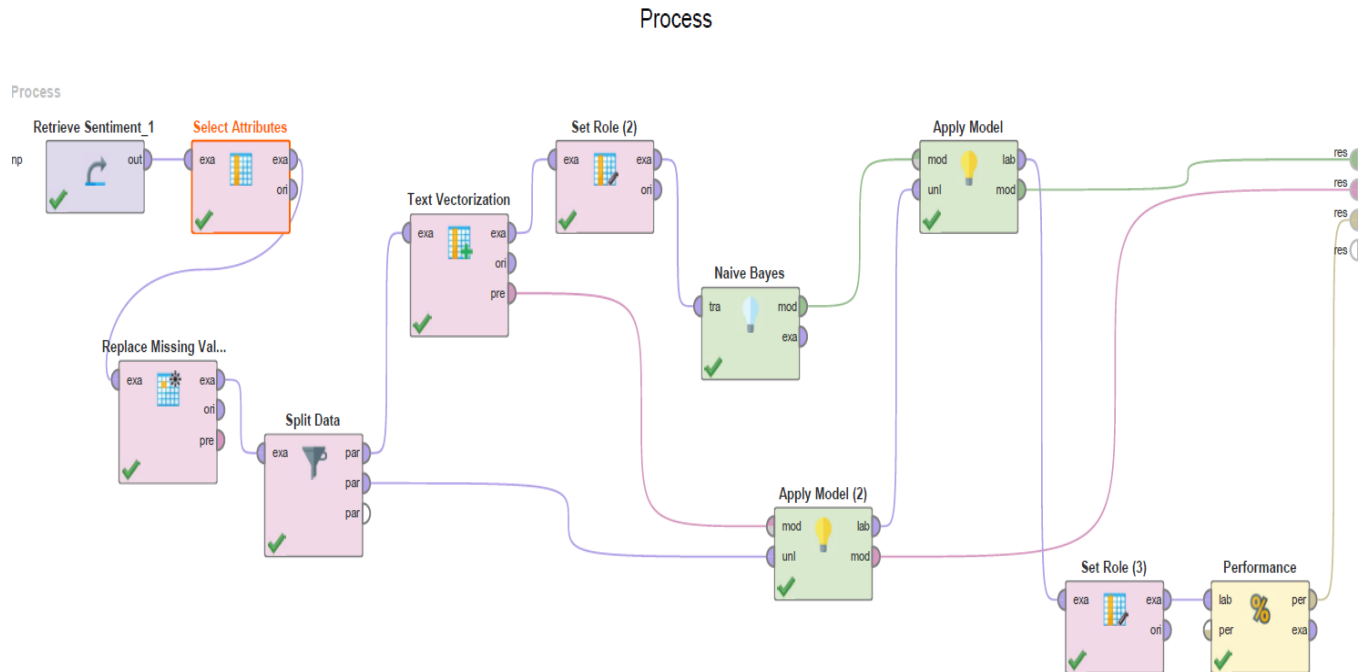 Process
Process
np
Retrieve Sentiment_1
out
Select Attributes
exa
exa
ori
Replace Missing Val...
exa
exa
ori
pre
Split Data
exa
par
par
par
Text Vectorization
exa
exa
ori
pre
Set Role (2)
exa
exa
ori
Naive Bayes
tra
mod
exa
Apply Model (2)
mod
lab
unl
mod
Apply Model
mod
lab
unl
mod
Set Role (3)
exa
exa
ori
Performance
lab
per
per
exa
%
res
res
res
res